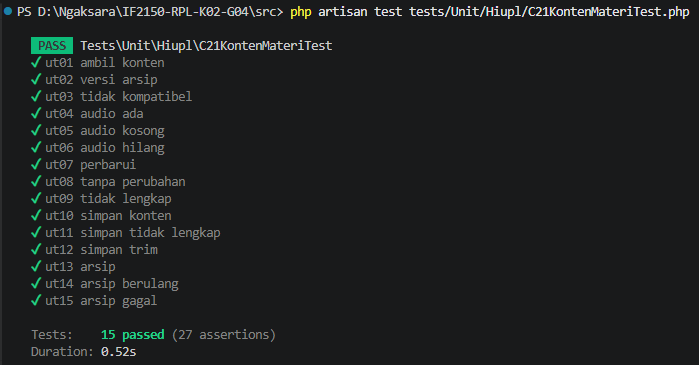 PS D:\Ngaksara\IF2150-RPL-K02-G04\src> php artisan test tests/Unit/Hiupl/C21KontenMateriTest.php
PASS Tests\Unit\Hiupl\C21KontenMateriTest
✓ ut01 ambil konten
✓ ut02 versi arsip
✓ ut03 tidak kompatibel
✓ ut04 audio ada
✓ ut05 audio kosong
✓ ut06 audio hilang
✓ ut07 perbarui
✓ ut08 tanpa perubahan
✓ ut09 tidak lengkap
✓ ut10 simpan konten
✓ ut11 simpan tidak lengkap
✓ ut12 simpan trim
✓ ut13 arsip
✓ ut14 arsip berulang
✓ ut15 arsip gagal
Tests: 15 passed (27 assertions)
Duration: 0.52s